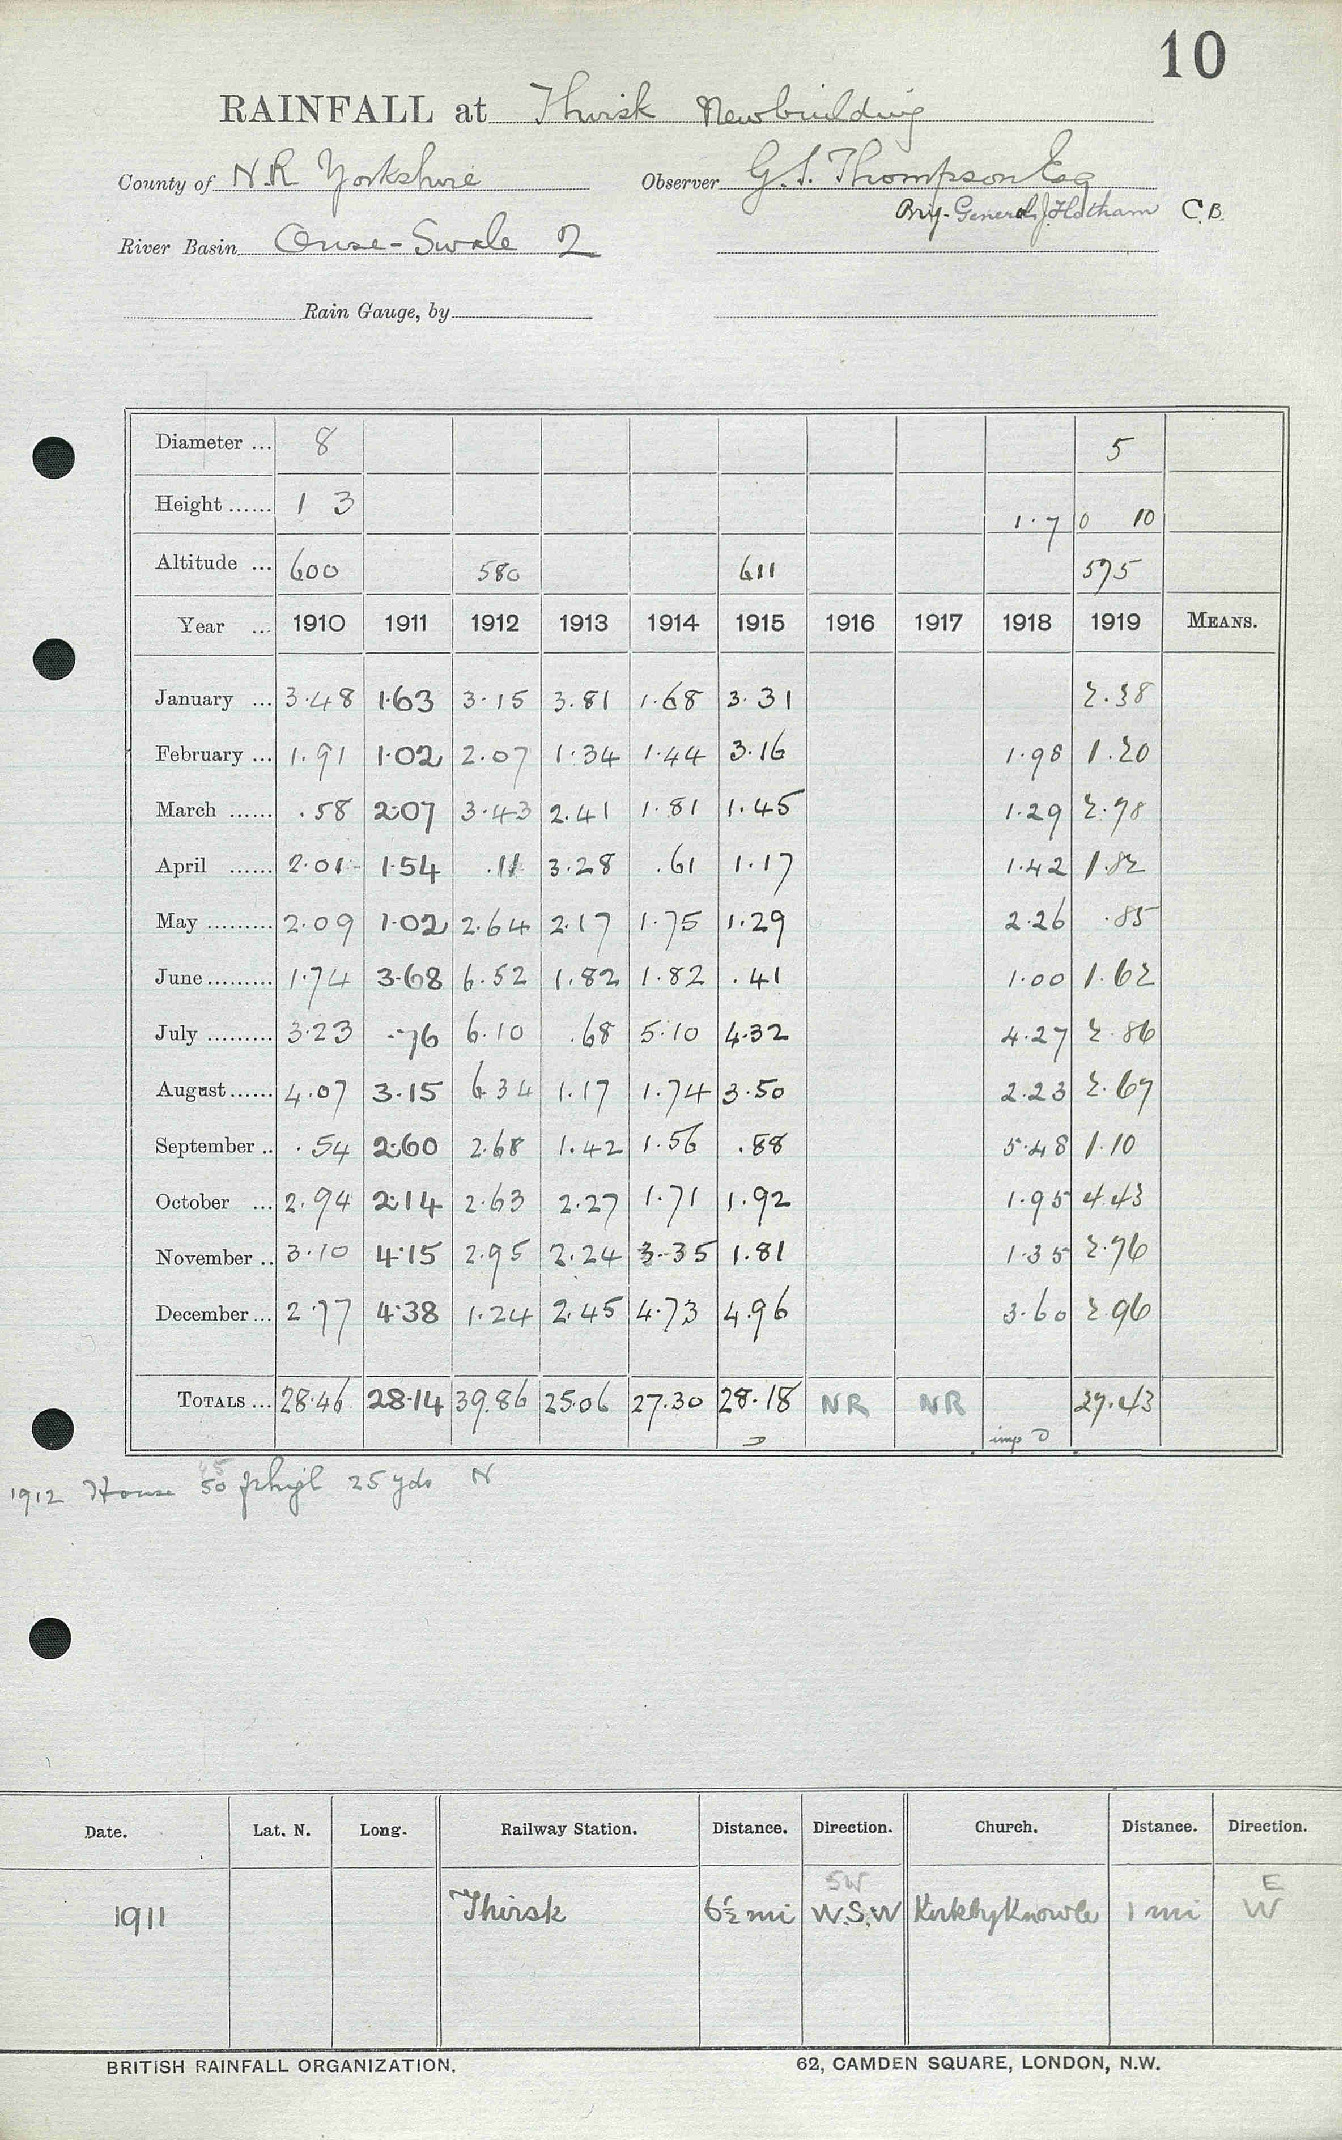 10
RAINFALL at Thirsk Newbuilding
County of N.R Yorkshire Observer G. S. Thompson Esq
Brig-General J. Hotham C.B.
River Basin Ouse-Swale 2
Rain Gauge, by
Diameter ... 8 5
Height ...... 1 3 1.7 0 10
Altitude ... 600 580 611 575
Year ... 1910 1911 1912 1913 1914 1915 1916 1917 1918 1919 MEANS.
January ... 3.48 1.63 3.15 3.81 1.68 3.31 2.38
February ... 1.91 1.02 2.07 1.34 1.44 3.16 1.98 1.20
March ...... .58 2.07 3.43 2.41 1.81 1.45 1.29 2.78
April ...... 2.01 1.54 .11 3.28 .61 1.17 1.42 1.82
May ......... 2.09 1.02 2.64 2.17 1.75 1.29 2.26 .85
June ......... 1.74 3.68 6.52 1.82 1.82 .41 1.00 1.62
July ......... 3.23 .76 6.10 .68 5.10 4.32 4.27 2.86
August ...... 4.07 3.15 6.34 1.17 1.74 3.50 2.23 2.67
September .. .54 2.60 2.68 1.42 1.56 .88 5.48 1.10
October ... 2.94 2.14 2.63 2.27 1.71 1.92 1.95 4.43
November .. 3.10 4.15 2.95 2.24 3.35 1.81 1.35 2.76
December ... 2.77 4.38 1.24 2.45 4.73 4.96 3.60 2.96
TOTALS ... 28.46 28.14 39.86 25.06 27.30 28.18 NR NR 27.43
D imp D
1912 House 50 25 yds N
Date. Lat. N. Long. Railway Station. Distance. Direction. Church. Distance. Direction.
SW E
1911 Thirsk 6½ mi W.S.W Kirkby Knowle 1 mi W
BRITISH RAINFALL ORGANIZATION. 62, CAMDEN SQUARE, LONDON, N.W.